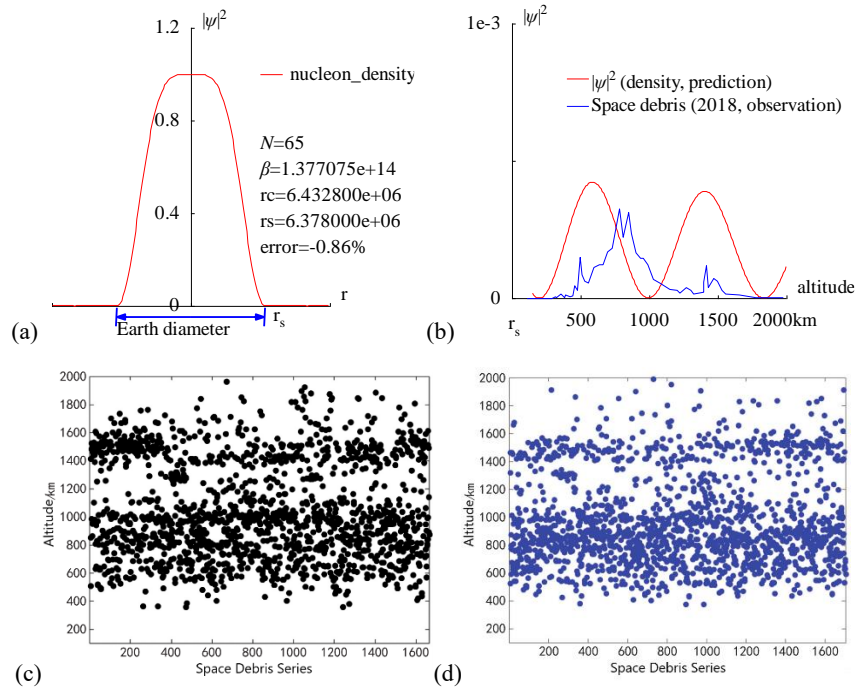 |ψ|²
1.2
0.8
0.4
0
nucleon_density
N=65
β=1.377075e+14
rc=6.432800e+06
rs=6.378000e+06
error=-0.86%
r
r_s
Earth diameter
(a)
|ψ|²
1e-3
|ψ|² (density, prediction)
Space debris (2018, observation)
0
altitude
r_s 500 1000 1500 2000km
(b)
2000
1800
1600
1400
1200
1000
800
600
400
200
Altitude/km
200 400 600 800 1000 1200 1400 1600
Space Debris Series
(c)
2000
1800
1600
1400
1200
1000
800
600
400
200
Altitude/km
200 400 600 800 1000 1200 1400 1600
Space Debris Series
(d)